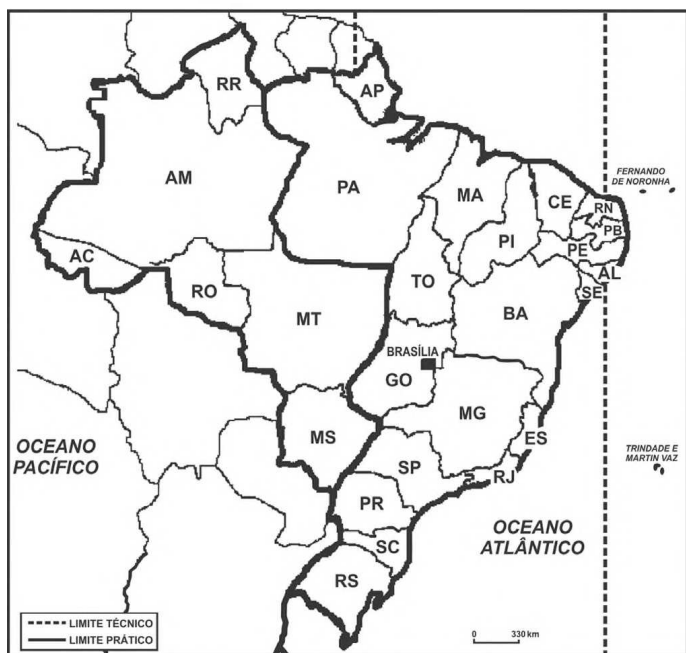 RR
AP
AM
PA
MA
CE
RN
FERNANDO
DE NORONHA
PB
PI
PE
AC
AL
TO
SE
RO
BA
MT
BRASÍLIA
GO
MG
MS
ES
OCEANO
PACÍFICO
SP
TRINDADE E
MARTIN VAZ
RJ
PR
OCEANO
ATLÂNTICO
SC
RS
LIMITE TÉCNICO
LIMITE PRÁTICO
0 330 km